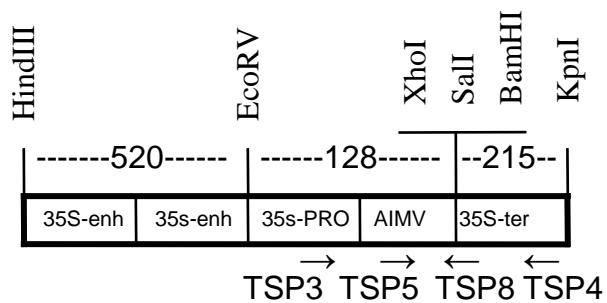 HindIII EcoRV XhoI SalI BamHI KpnI
-------520------ -------128------ --215--
35S-enh 35s-enh 35s-PRO AIMV 35S-ter
TSP3 TSP5 TSP8 TSP4